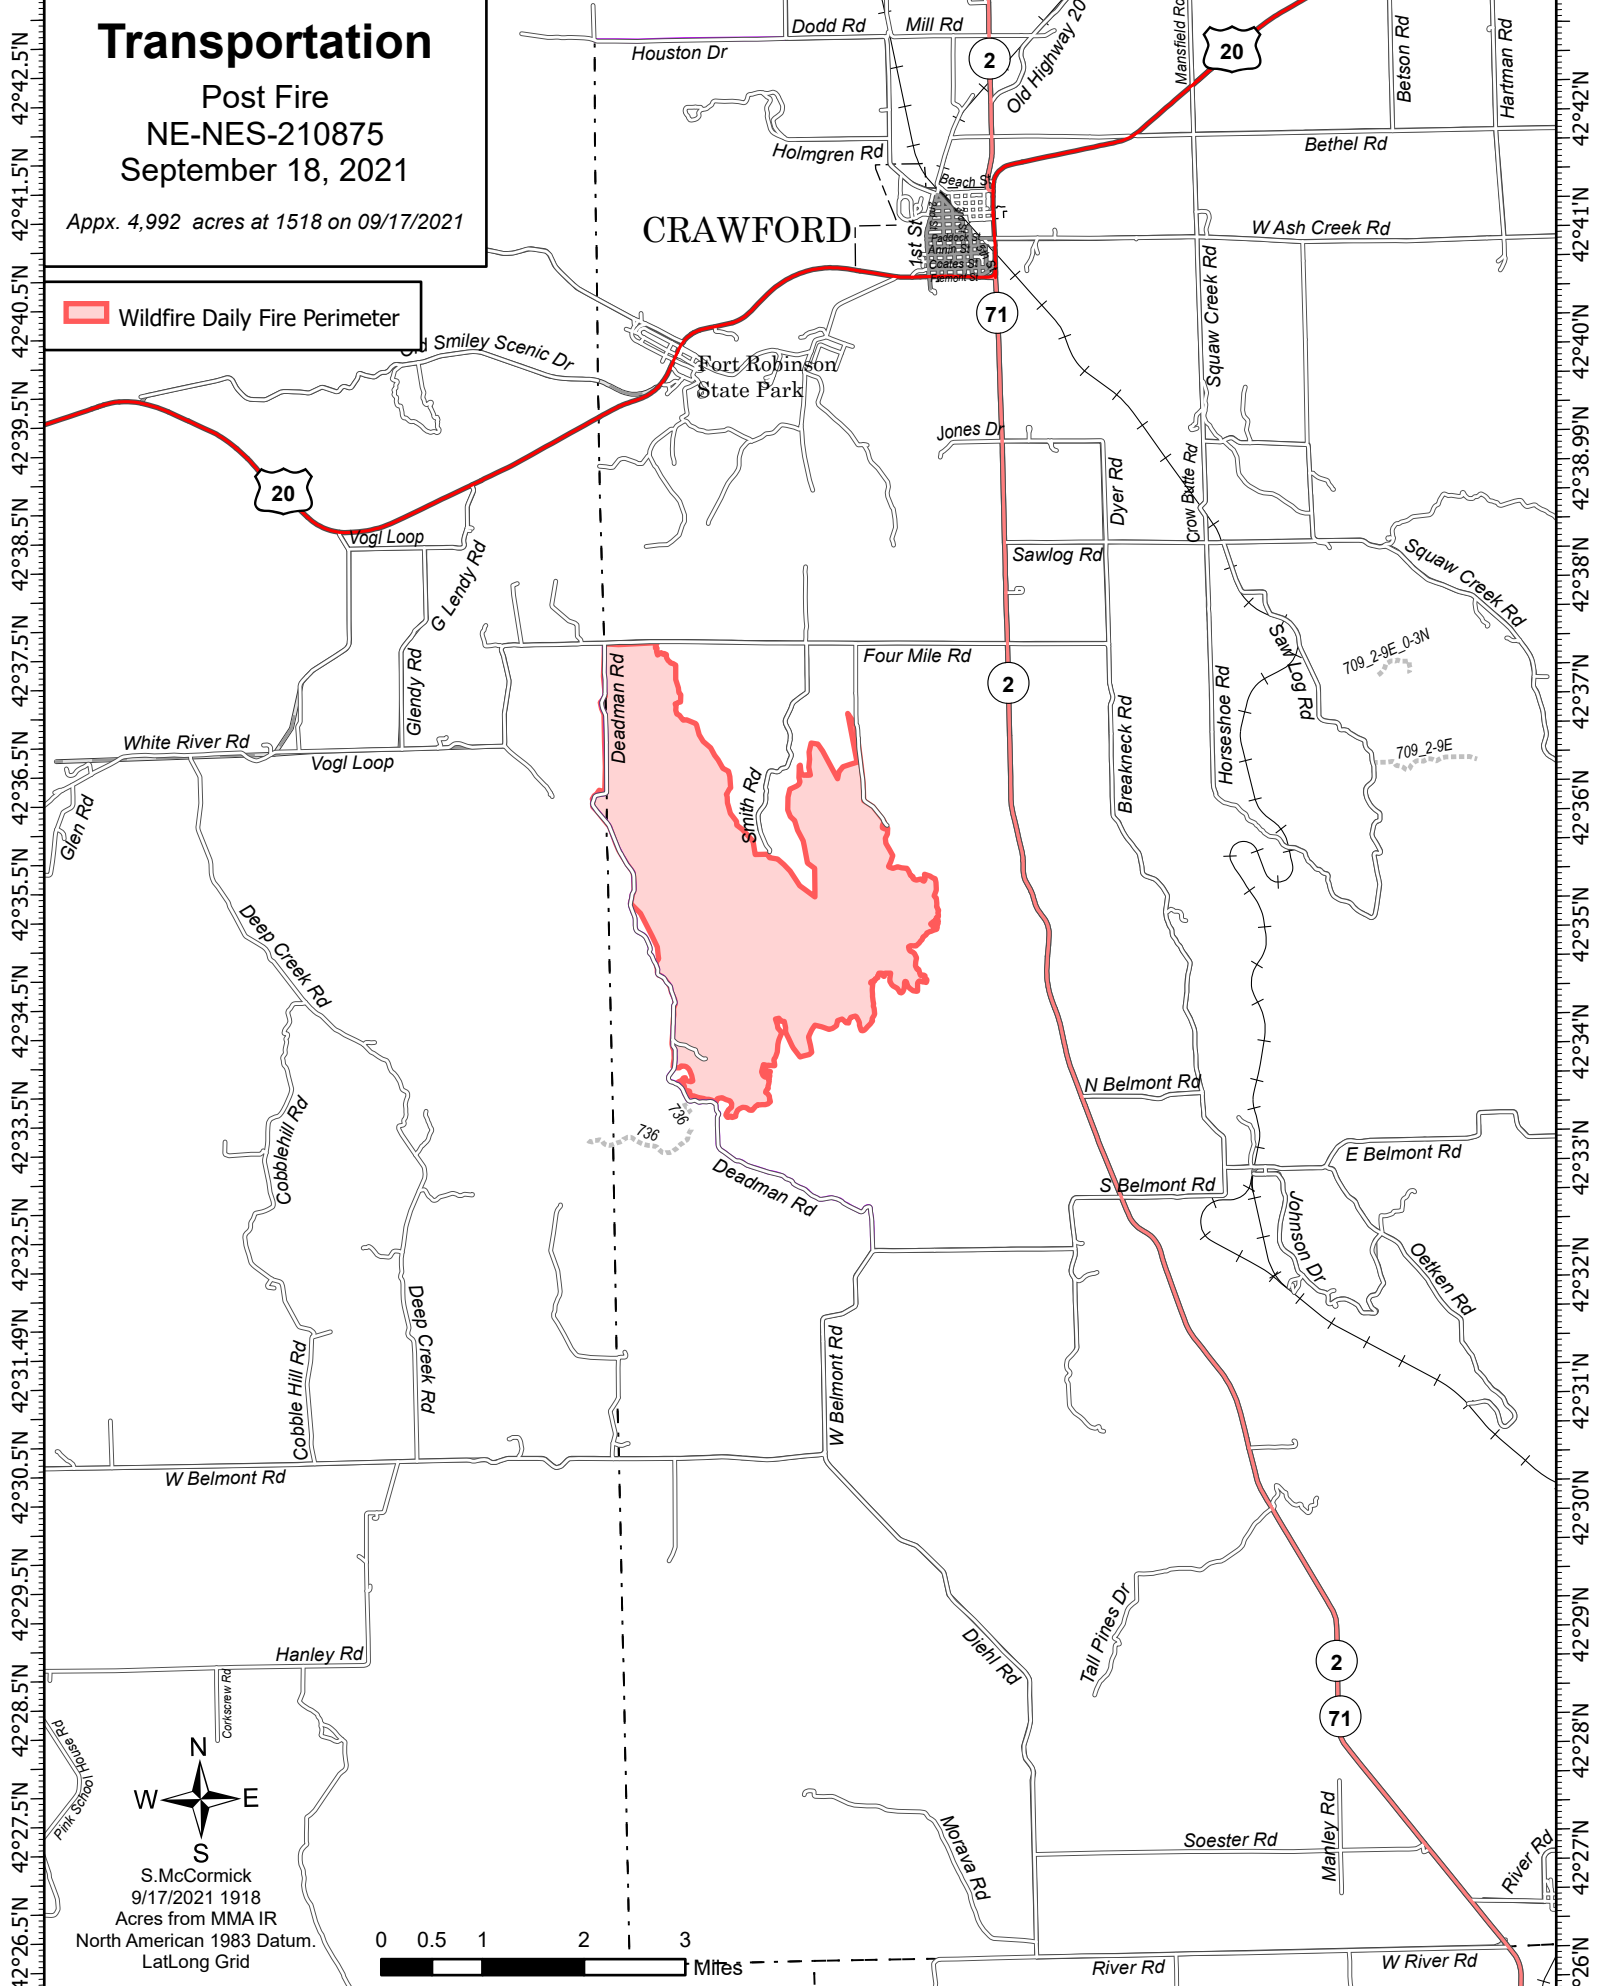 Transportation
Post Fire
NE-NES-210875
September 18, 2021
Appx. 4,992 acres at 1518 on 09/17/2021
Wildfire Daily Fire Perimeter
Dodd Rd
Mill Rd
Houston Dr
2
Old Highway 20
Mansfield Rd
20
Betson Rd
Hartman Rd
Holmgren Rd
Bethel Rd
Beach St
CRAWFORD
1st St
Paddock St
Annin St
Coates St
Fremont St
W Ash Creek Rd
Squaw Creek Rd
71
Smiley Scenic Dr
Fort Robinson
State Park
Jones Dr
Dyer Rd
Crow Butte Rd
20
Vogl Loop
G Lendy Rd
Sawlog Rd
Squaw Creek Rd
Saw Log Rd
709_2-9E_0-3N
Four Mile Rd
Deadman Rd
Glendy Rd
2
Horseshoe Rd
Breakneck Rd
White River Rd
Vogl Loop
709_2-9E
Smith Rd
Glen Rd
Deep Creek Rd
N Belmont Rd
736
736
Cobblehill Rd
Deadman Rd
E Belmont Rd
S Belmont Rd
Johnson Dr
Oetken Rd
Deep Creek Rd
Cobble Hill Rd
W Belmont Rd
W Belmont Rd
Tall Pines Dr
Diehl Rd
Hanley Rd
Corkscrew Rd
2
71
Pink School House Rd
Manley Rd
Morava Rd
Soester Rd
River Rd
River Rd
W River Rd
N
W E
S
S.McCormick
9/17/2021 1918
Acres from MMA IR
North American 1983 Datum.
LatLong Grid
0 0.5 1 2 3
Miles
42°42.5'N
42°41.5'N
42°40.5'N
42°39.5'N
42°38.5'N
42°37.5'N
42°36.5'N
42°35.5'N
42°34.5'N
42°33.5'N
42°32.5'N
42°31.49'N
42°30.5'N
42°29.5'N
42°28.5'N
42°27.5'N
42°26.5'N
42°42'N
42°41'N
42°40'N
42°38.99'N
42°38'N
42°37'N
42°36'N
42°35'N
42°34'N
42°33'N
42°32'N
42°31'N
42°30'N
42°29'N
42°28'N
42°27'N
°26'N